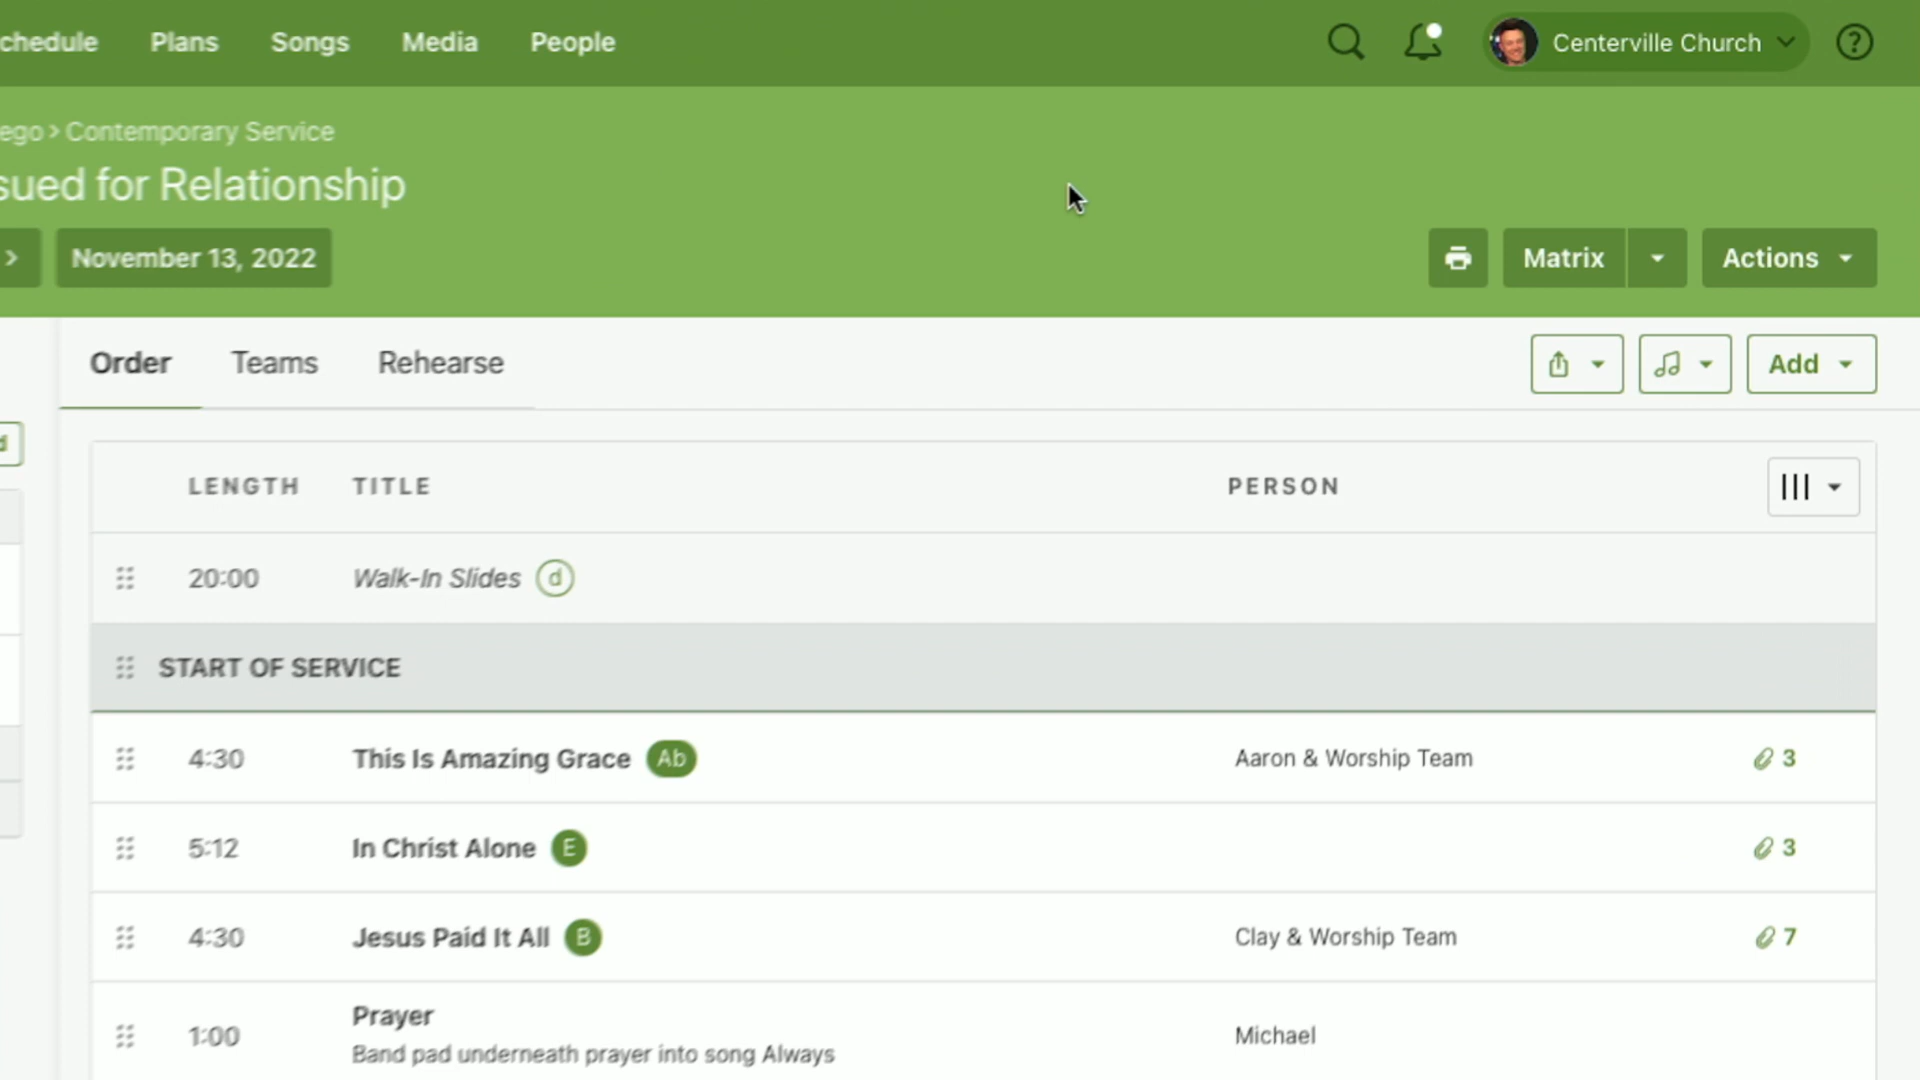 Plans Songs Media People Centerville Church
Contemporary Service
for Relationship
November 13, 2022 Matrix Actions
Order Teams Rehearse Add
LENGTH TITLE PERSON
20:00 Walk-In Slides d
START OF SERVICE
4:30 This Is Amazing Grace Ab Aaron & Worship Team 3
5:12 In Christ Alone E 3
4:30 Jesus Paid It All B Clay & Worship Team 7
Prayer
1:00 Michael
Band pad underneath prayer into song Always